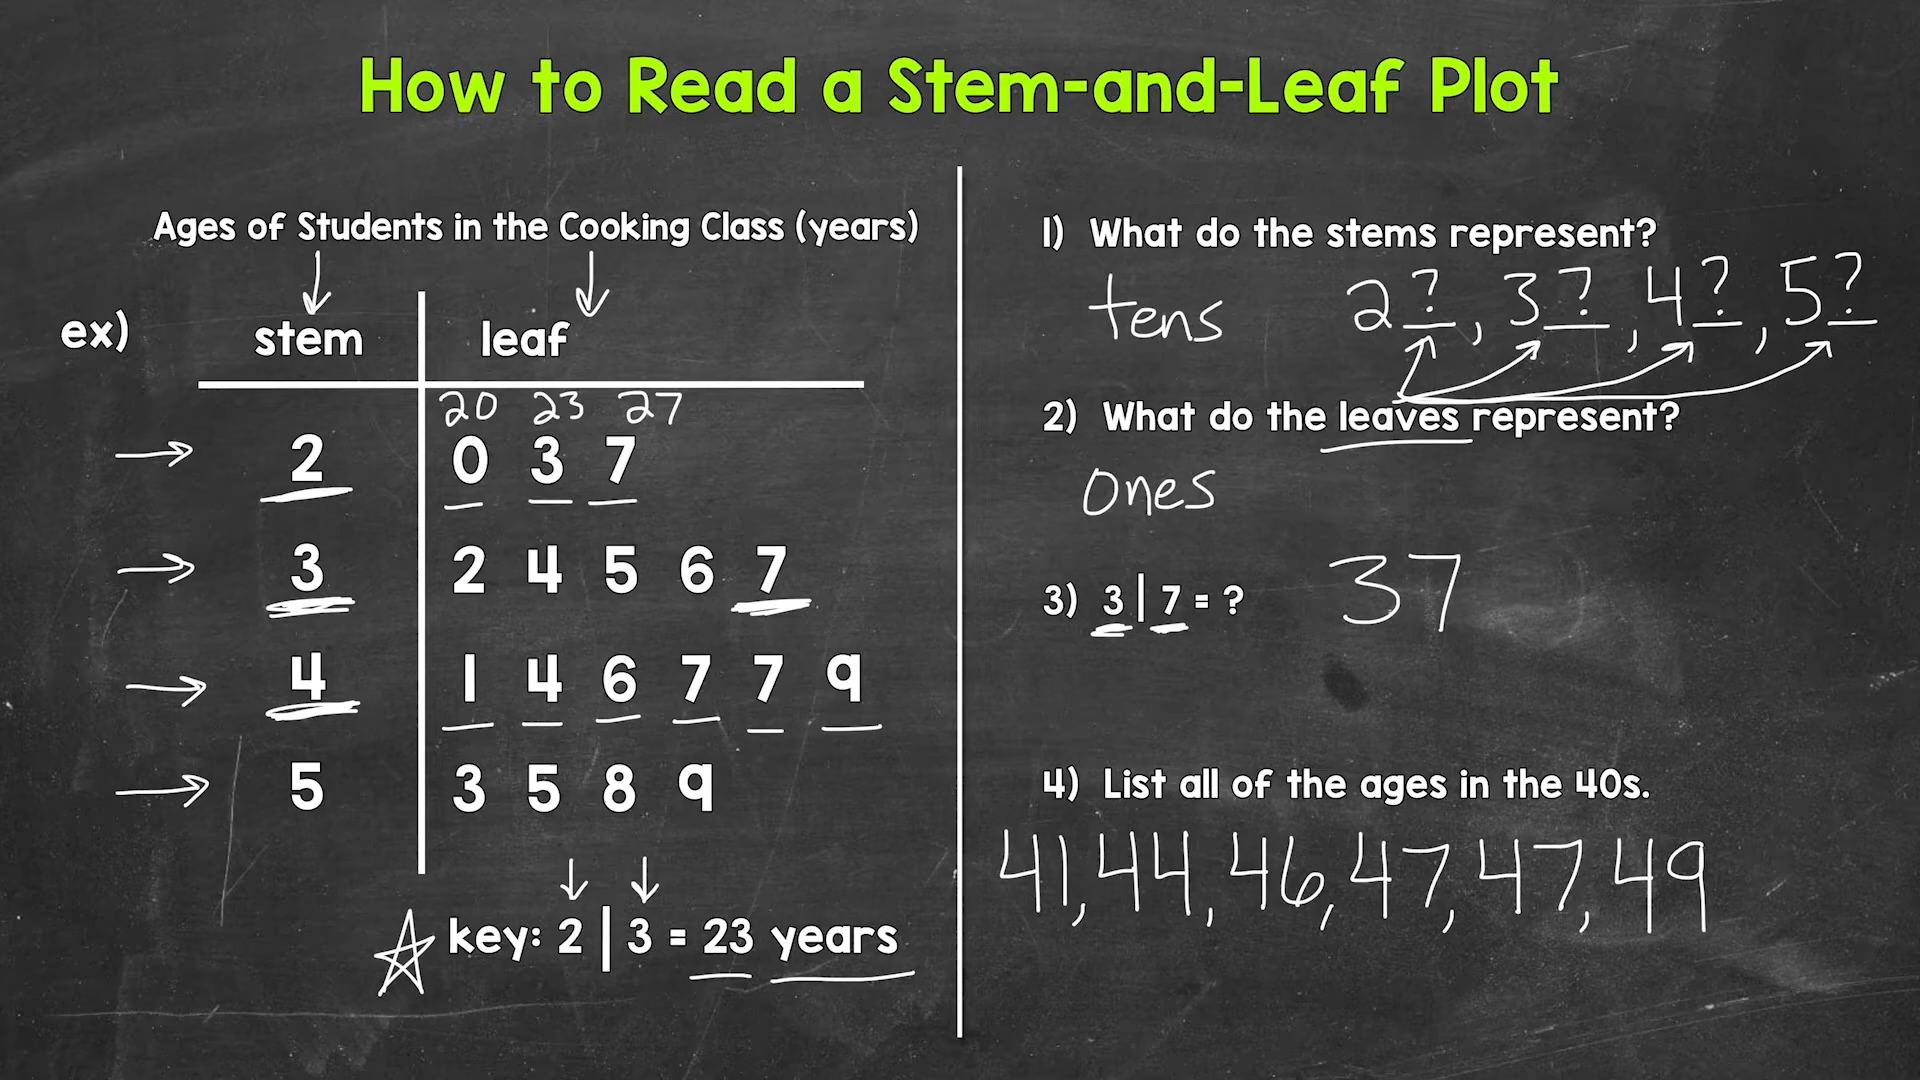 How to Read a Stem-and-Leaf Plot
Ages of Students in the Cooking Class (years)
ex)
stem leaf
20 23 27
2 0 3 7
3 2 4 5 6 7
4 1 4 6 7 7 9
5 3 5 8 9
key: 2 | 3 = 23 years
1) What do the stems represent?
tens 2?, 3?, 4?, 5?
2) What do the leaves represent?
ones
3) 3 | 7 = ? 37
4) List all of the ages in the 40s.
41, 44, 46, 47, 47, 49